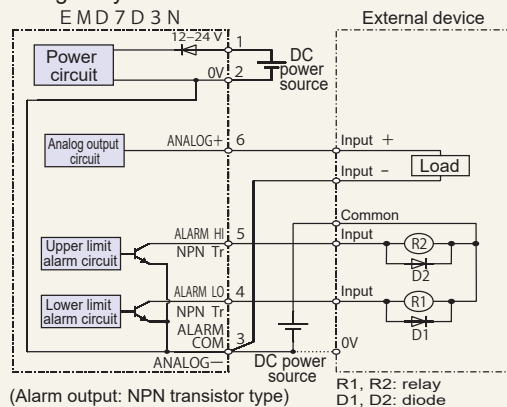 EMD7D3N
External device
12–24 V
1
Power
circuit
DC
power
source
0V
2
Analog output
circuit
ANALOG+
6
Input +
Load
Input -
Common
Upper limit
alarm circuit
ALARM HI
5
NPN Tr
Input
R2
D2
Lower limit
alarm circuit
ALARM LO
4
NPN Tr
Input
R1
D1
ALARM
COM
3
ANALOG—
0V
DC power
source
(Alarm output: NPN transistor type)
R1, R2: relay
D1, D2: diode